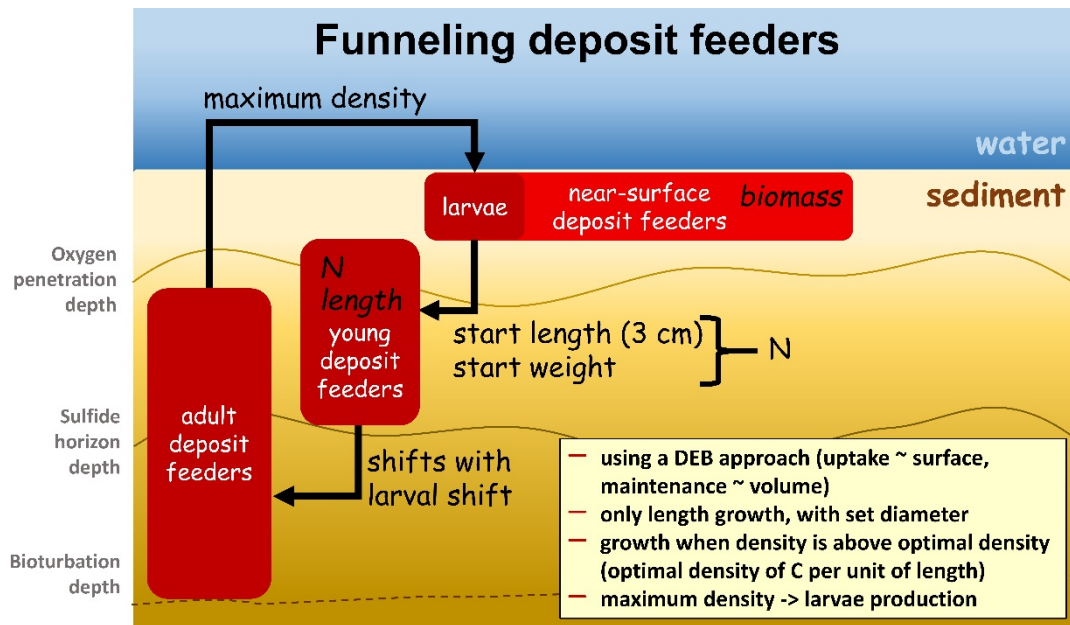 Funneling deposit feeders
maximum density
water
larvae
near-surface
deposit feeders
biomass
sediment
Oxygen
penetration
depth
N
length
young
deposit
feeders
start length (3 cm)
start weight
N
adult
deposit
feeders
Sulfide
horizon
depth
shifts with
larval shift
Bioturbation
depth
— using a DEB approach (uptake ~ surface,
maintenance ~ volume)
— only length growth, with set diameter
— growth when density is above optimal density
(optimal density of C per unit of length)
— maximum density -> larvae production